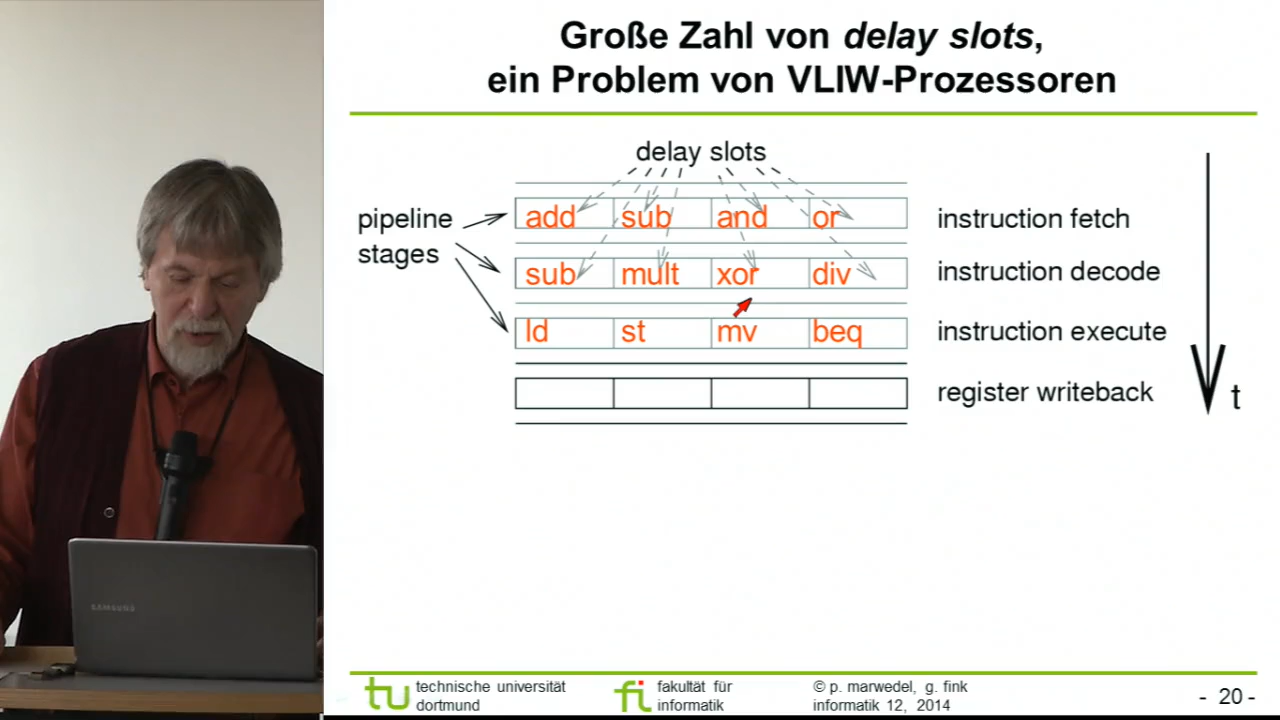 Große Zahl von delay slots,
ein Problem von VLIW-Prozessoren
delay slots
pipeline
stages
add sub and or
instruction fetch
sub mult xor div
instruction decode
ld st mv beq
instruction execute
register writeback
t
SAMSUNG
tu technische universität
dortmund
fi fakultät für
informatik
© p. marwedel, g. fink
informatik 12, 2014
- 20 -